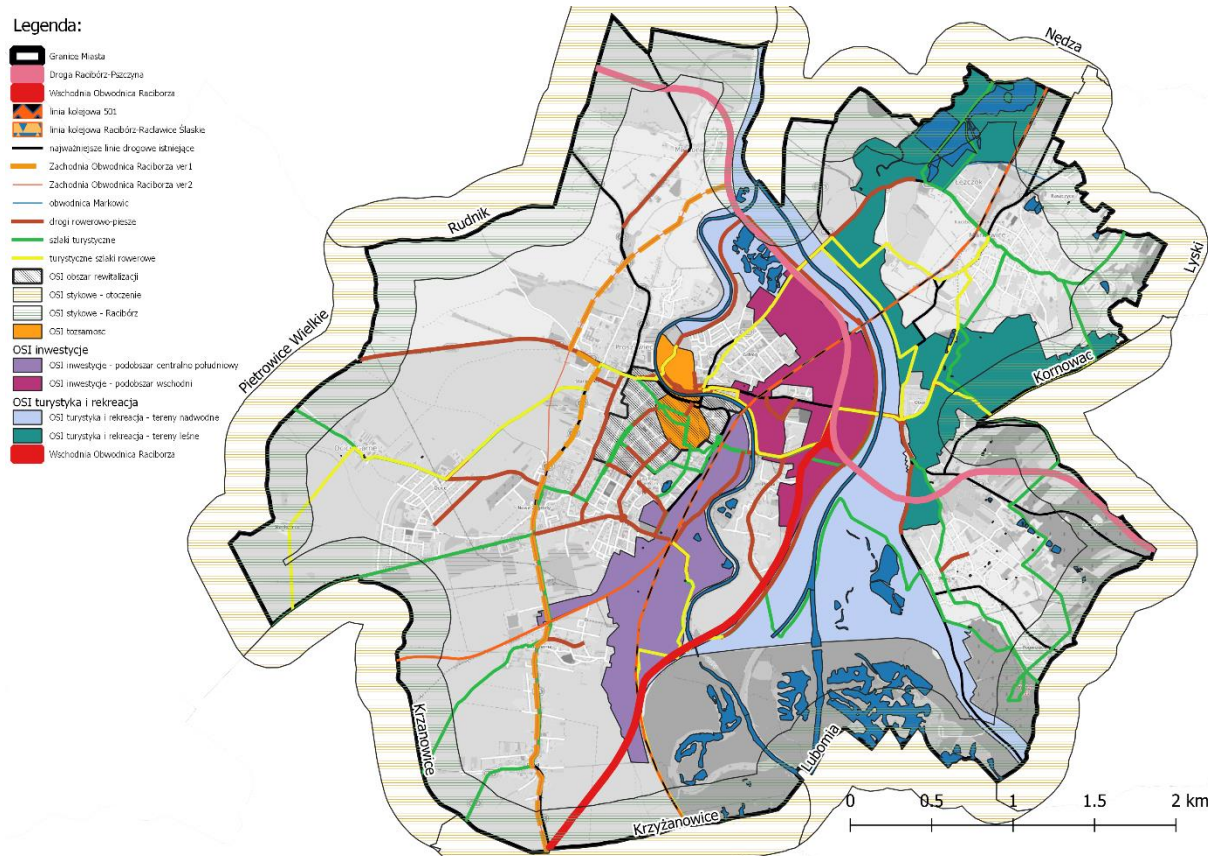 Legenda:
Granice Miasta
Droga Racibórz-Pszczyna
Wschodnia Obwodnica Raciborza
linia kolejowa 501
linia kolejowa Racibórz-Racławice Śląskie
najważniejsze linie drogowe istniejące
Zachodnia Obwodnica Raciborza ver1
Zachodnia Obwodnica Raciborza ver2
obwodnica Markowic
drogi rowerowo-piesze
szlaki turystyczne
turystyczne szlaki rowerowe
OSI obszar rewitalizacji
OSI stykowe - otoczenie
OSI stykowe - Racibórz
OSI tożsamość
OSI inwestycje
OSI inwestycje - podobszar centralno południowy
OSI inwestycje - podobszar wschodni
OSI turystyka i rekreacja
OSI turystyka i rekreacja - tereny nadwodne
OSI turystyka i rekreacja - tereny leśne
Wschodnia Obwodnica Raciborza
Nędza
Rudnik
Łyski
Pietrowice Wielkie
Kornowac
Krzanowice
Lubomia
Krzyżanowice
0 0.5 1 1.5 2 km